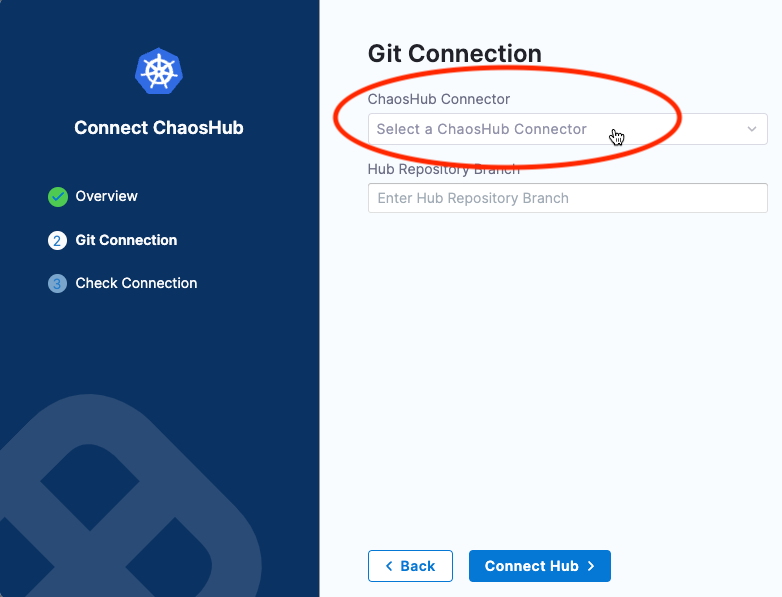 Connect ChaosHub
Overview
2 Git Connection
3 Check Connection
Git Connection
ChaosHub Connector
Select a ChaosHub Connector
Hub Repository Branch
Enter Hub Repository Branch
Back
Connect Hub